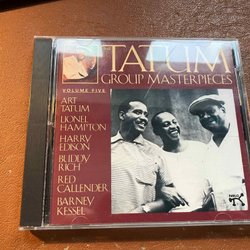 TATUM
GROUP MASTERPIECES
VOLUME FIVE
ART
TATUM
LIONEL
HAMPTON
HARRY
EDISON
BUDDY
RICH
RED
CALLENDER
BARNEY
KESSEL